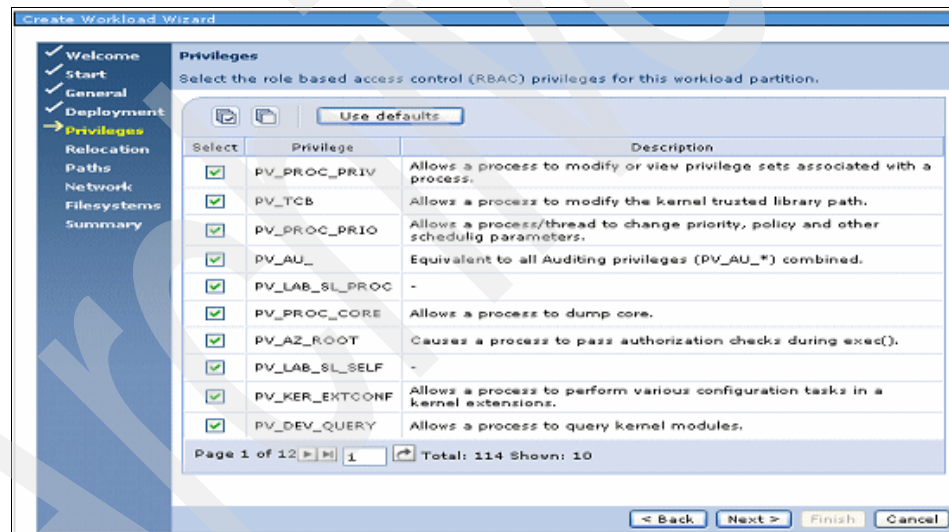 Create Workload Wizard
Welcome
Start
General
Deployment
Privileges
Relocation
Paths
Network
Filesystems
Summary
Privileges
Select the role based access control (RBAC) privileges for this workload partition.
Use defaults
Select Privilege Description
PV_PROC_PRIV Allows a process to modify or view privilege sets associated with a
process.
PV_TCB Allows a process to modify the kernel trusted library path.
PV_PROC_PRIO Allows a process/thread to change priority, policy and other
schedulig parameters.
PV_AU_ Equivalent to all Auditing privileges (PV_AU_*) combined.
PV_LAB_SL_PROC -
PV_PROC_CORE Allows a process to dump core.
PV_AZ_ROOT Causes a process to pass authorization checks during exec().
PV_LAB_SL_SELF -
PV_KER_EXTCONF Allows a process to perform various configuration tasks in a
kernel extensions.
PV_DEV_QUERY Allows a process to query kernel modules.
Page 1 of 12 1 Total: 114 Shown: 10
< Back Next > Finish Cancel